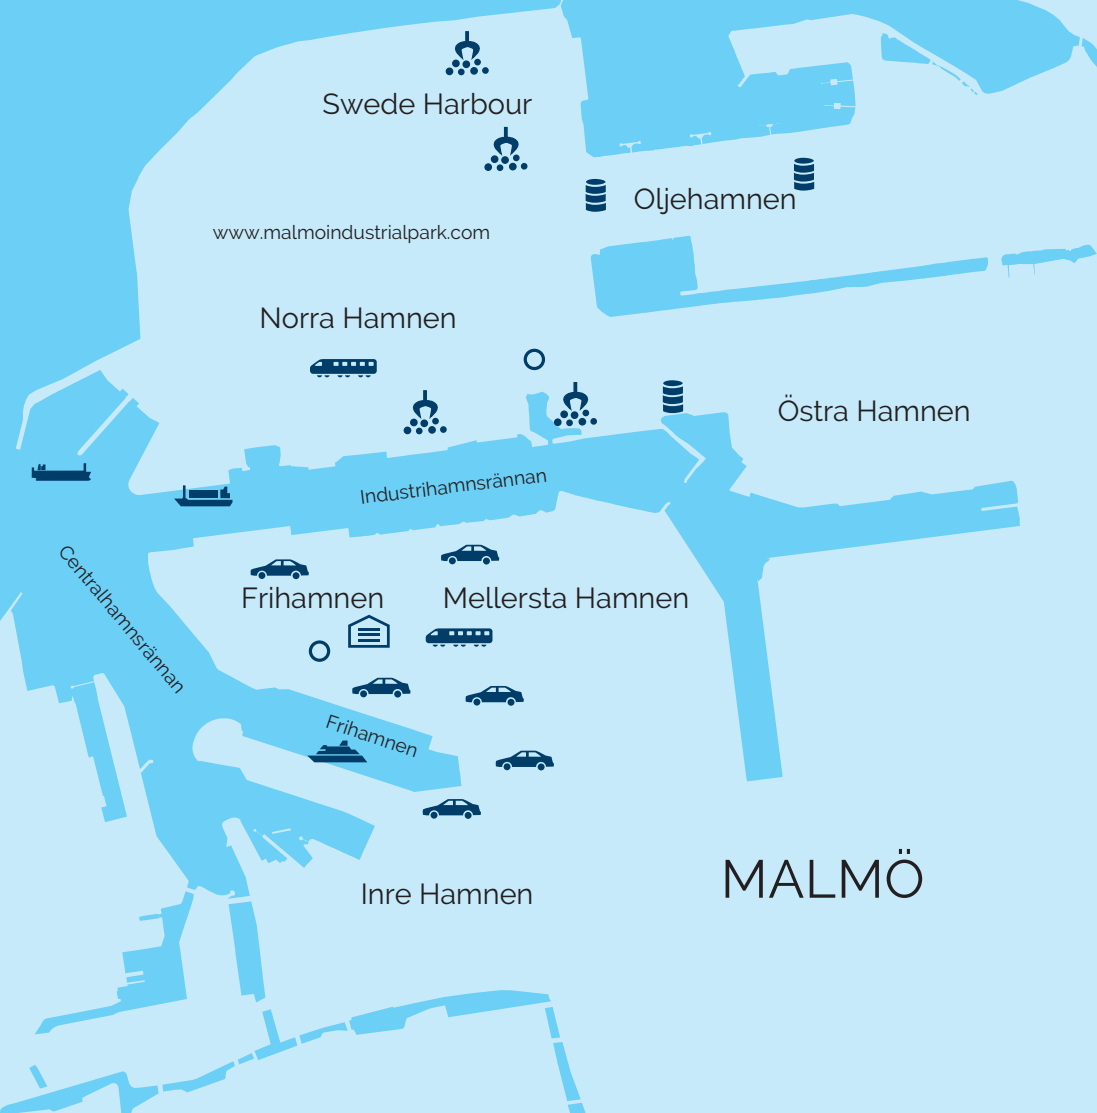 Swede Harbour
Oljehamnen
www.malmoindustrialpark.com
Norra Hamnen
Östra Hamnen
Industrihamnsrännan
Centralhamnsrännan
Frihamnen
Mellersta Hamnen
Frihamnen
MALMÖ
Inre Hamnen